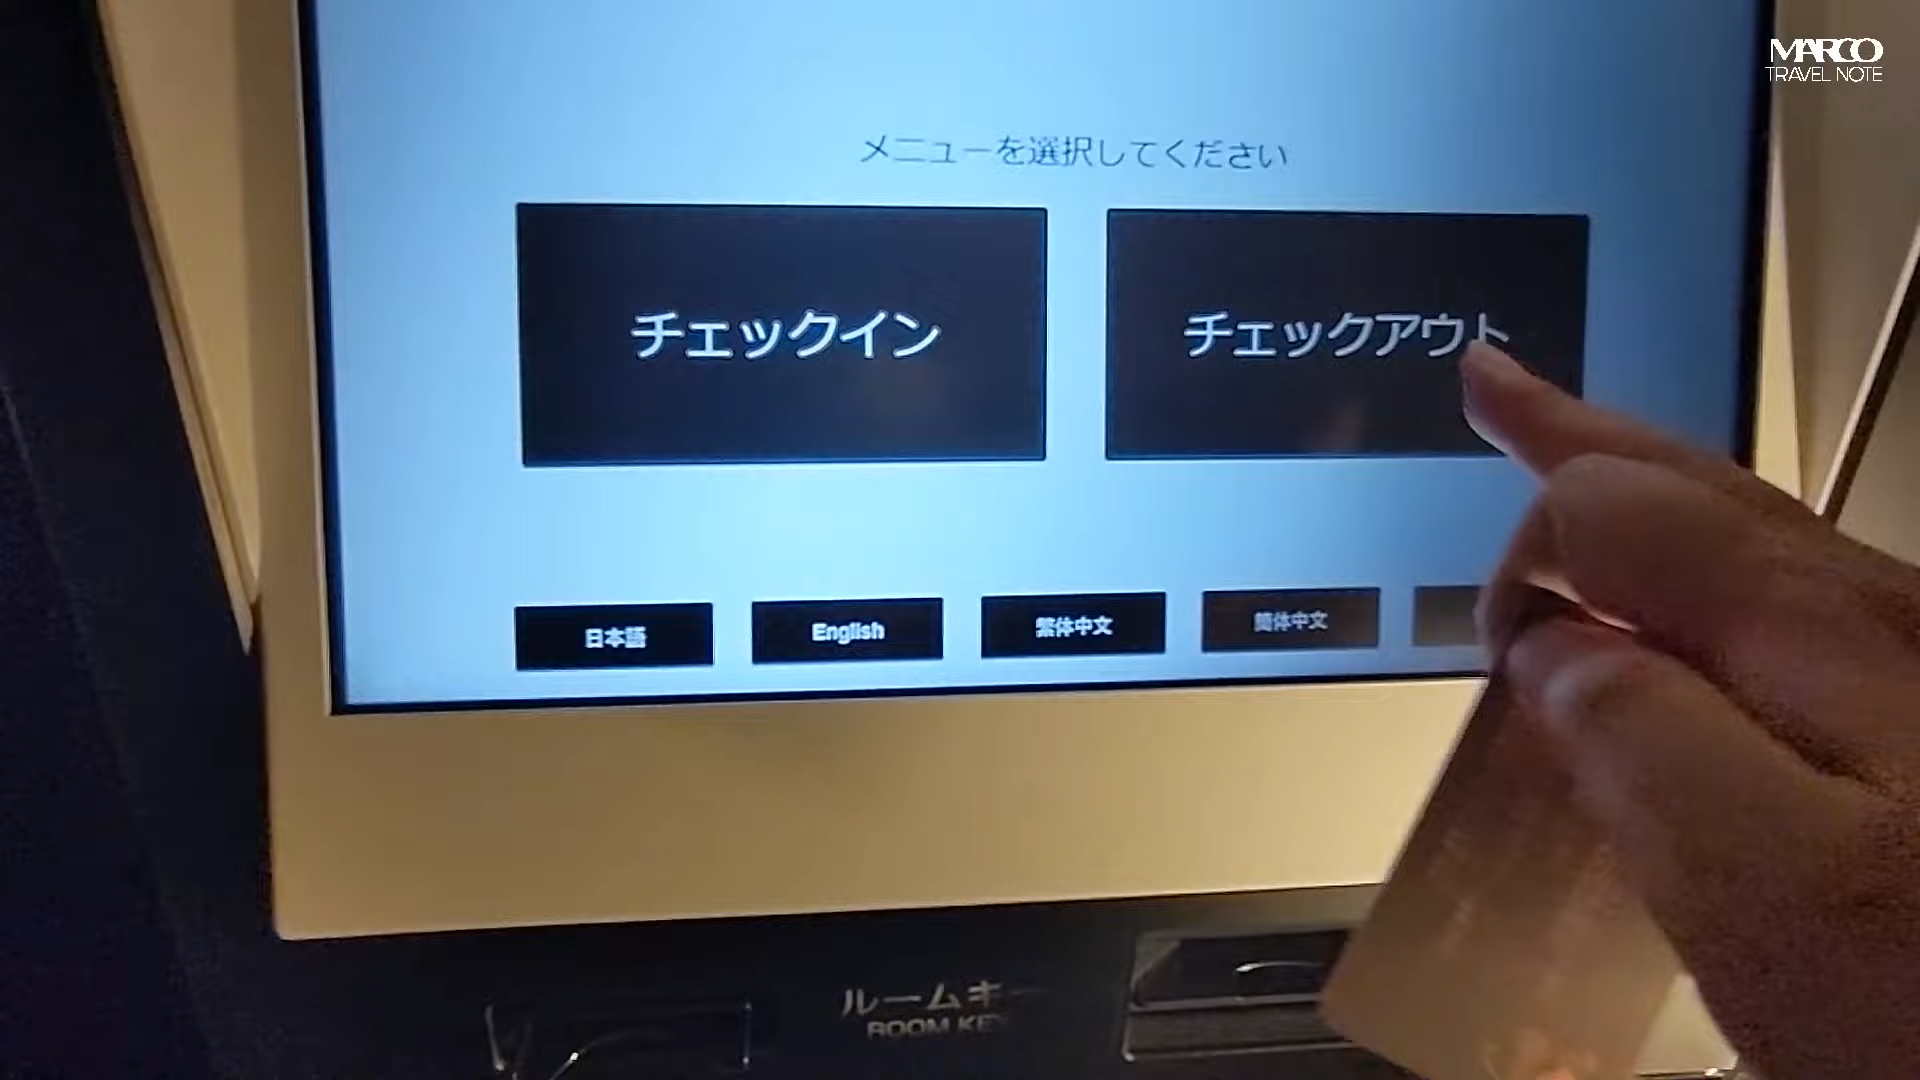 MARCO
TRAVEL NOTE
メニューを選択してください
チェックイン
チェックアウト
日本語
English
繁体中文
簡体中文
ルームキー
ROOM KEY